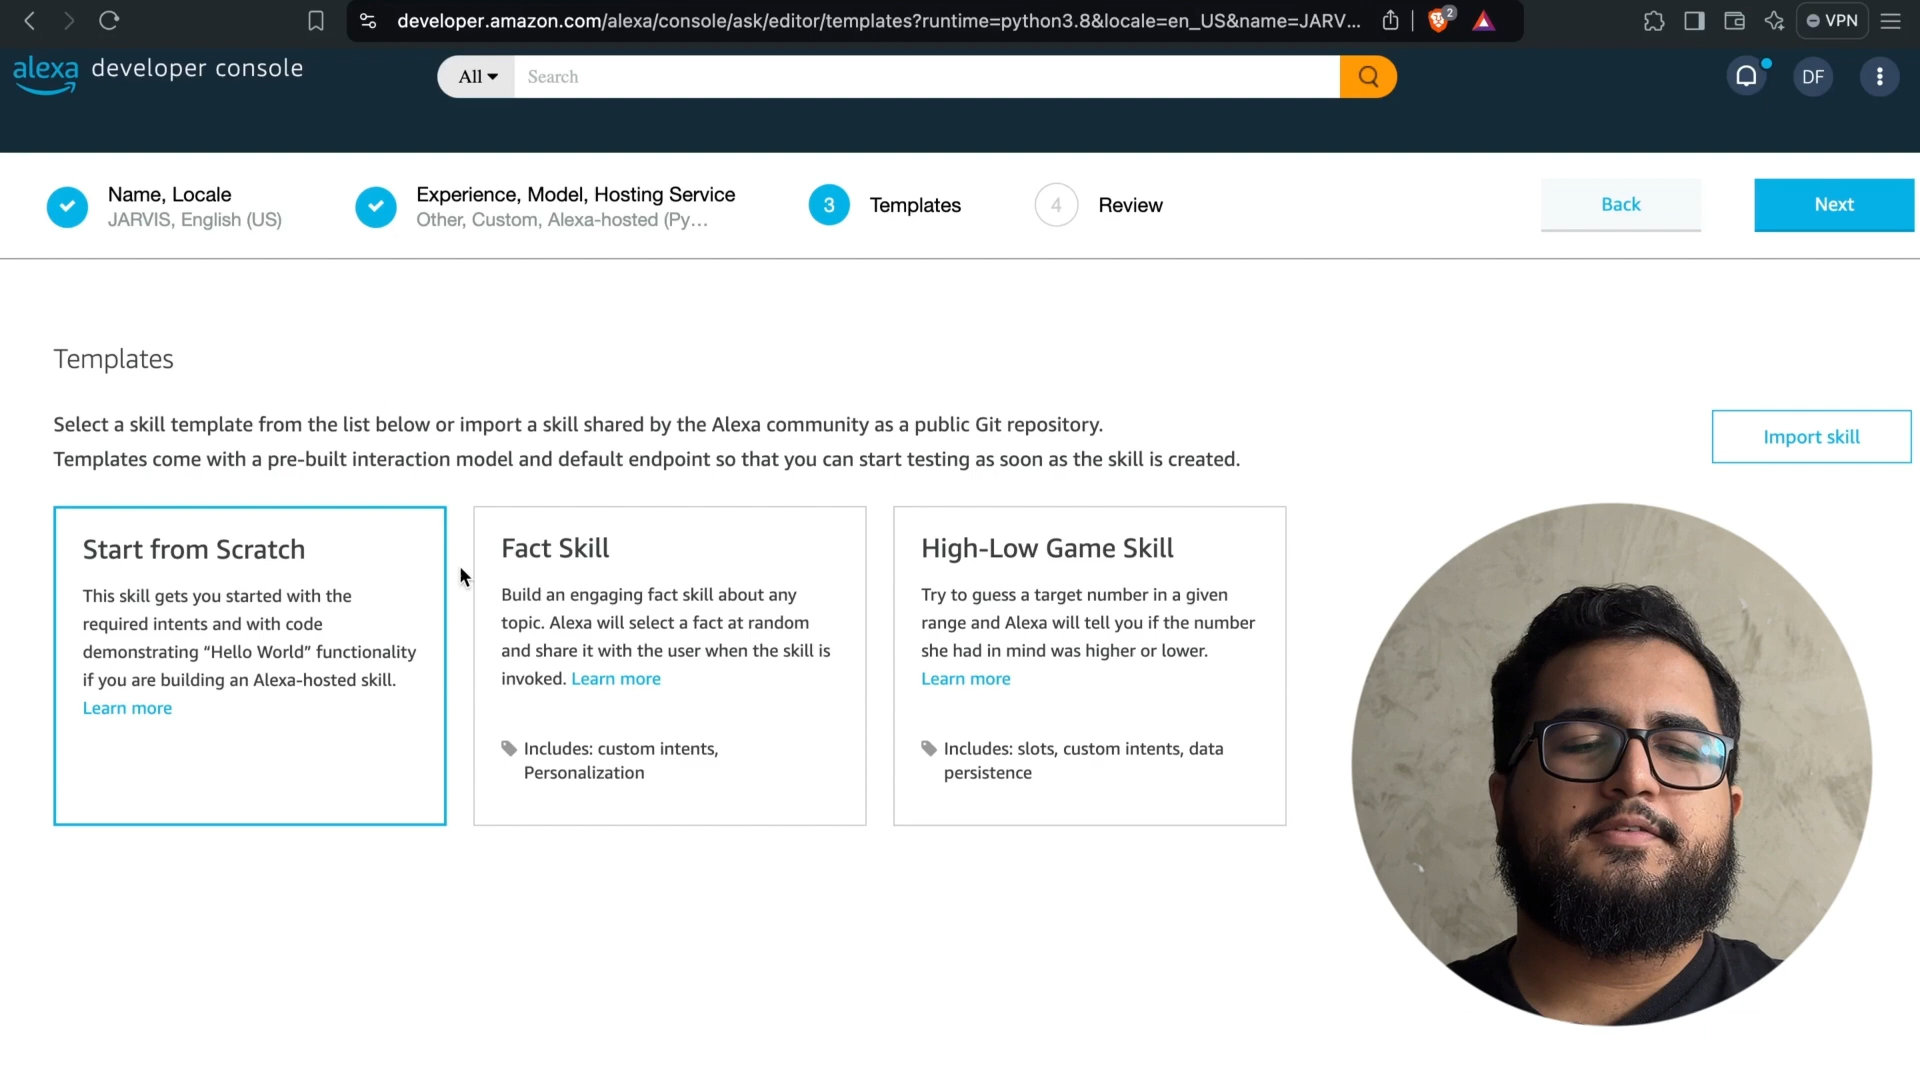 developer.amazon.com/alexa/console/ask/editor/templates?runtime=python3.8&locale=en_US&name=JARV...
2
VPN
alexa developer console
All
Search
DF
Name, Locale
JARVIS, English (US)
Experience, Model, Hosting Service
Other, Custom, Alexa-hosted (Py...
3
Templates
4
Review
Back
Next
Templates
Select a skill template from the list below or import a skill shared by the Alexa community as a public Git repository.
Templates come with a pre-built interaction model and default endpoint so that you can start testing as soon as the skill is created.
Import skill
Start from Scratch
This skill gets you started with the
required intents and with code
demonstrating “Hello World” functionality
if you are building an Alexa-hosted skill.
Learn more
Fact Skill
Build an engaging fact skill about any
topic. Alexa will select a fact at random
and share it with the user when the skill is
invoked. Learn more
Includes: custom intents,
Personalization
High-Low Game Skill
Try to guess a target number in a given
range and Alexa will tell you if the number
she had in mind was higher or lower.
Learn more
Includes: slots, custom intents, data
persistence